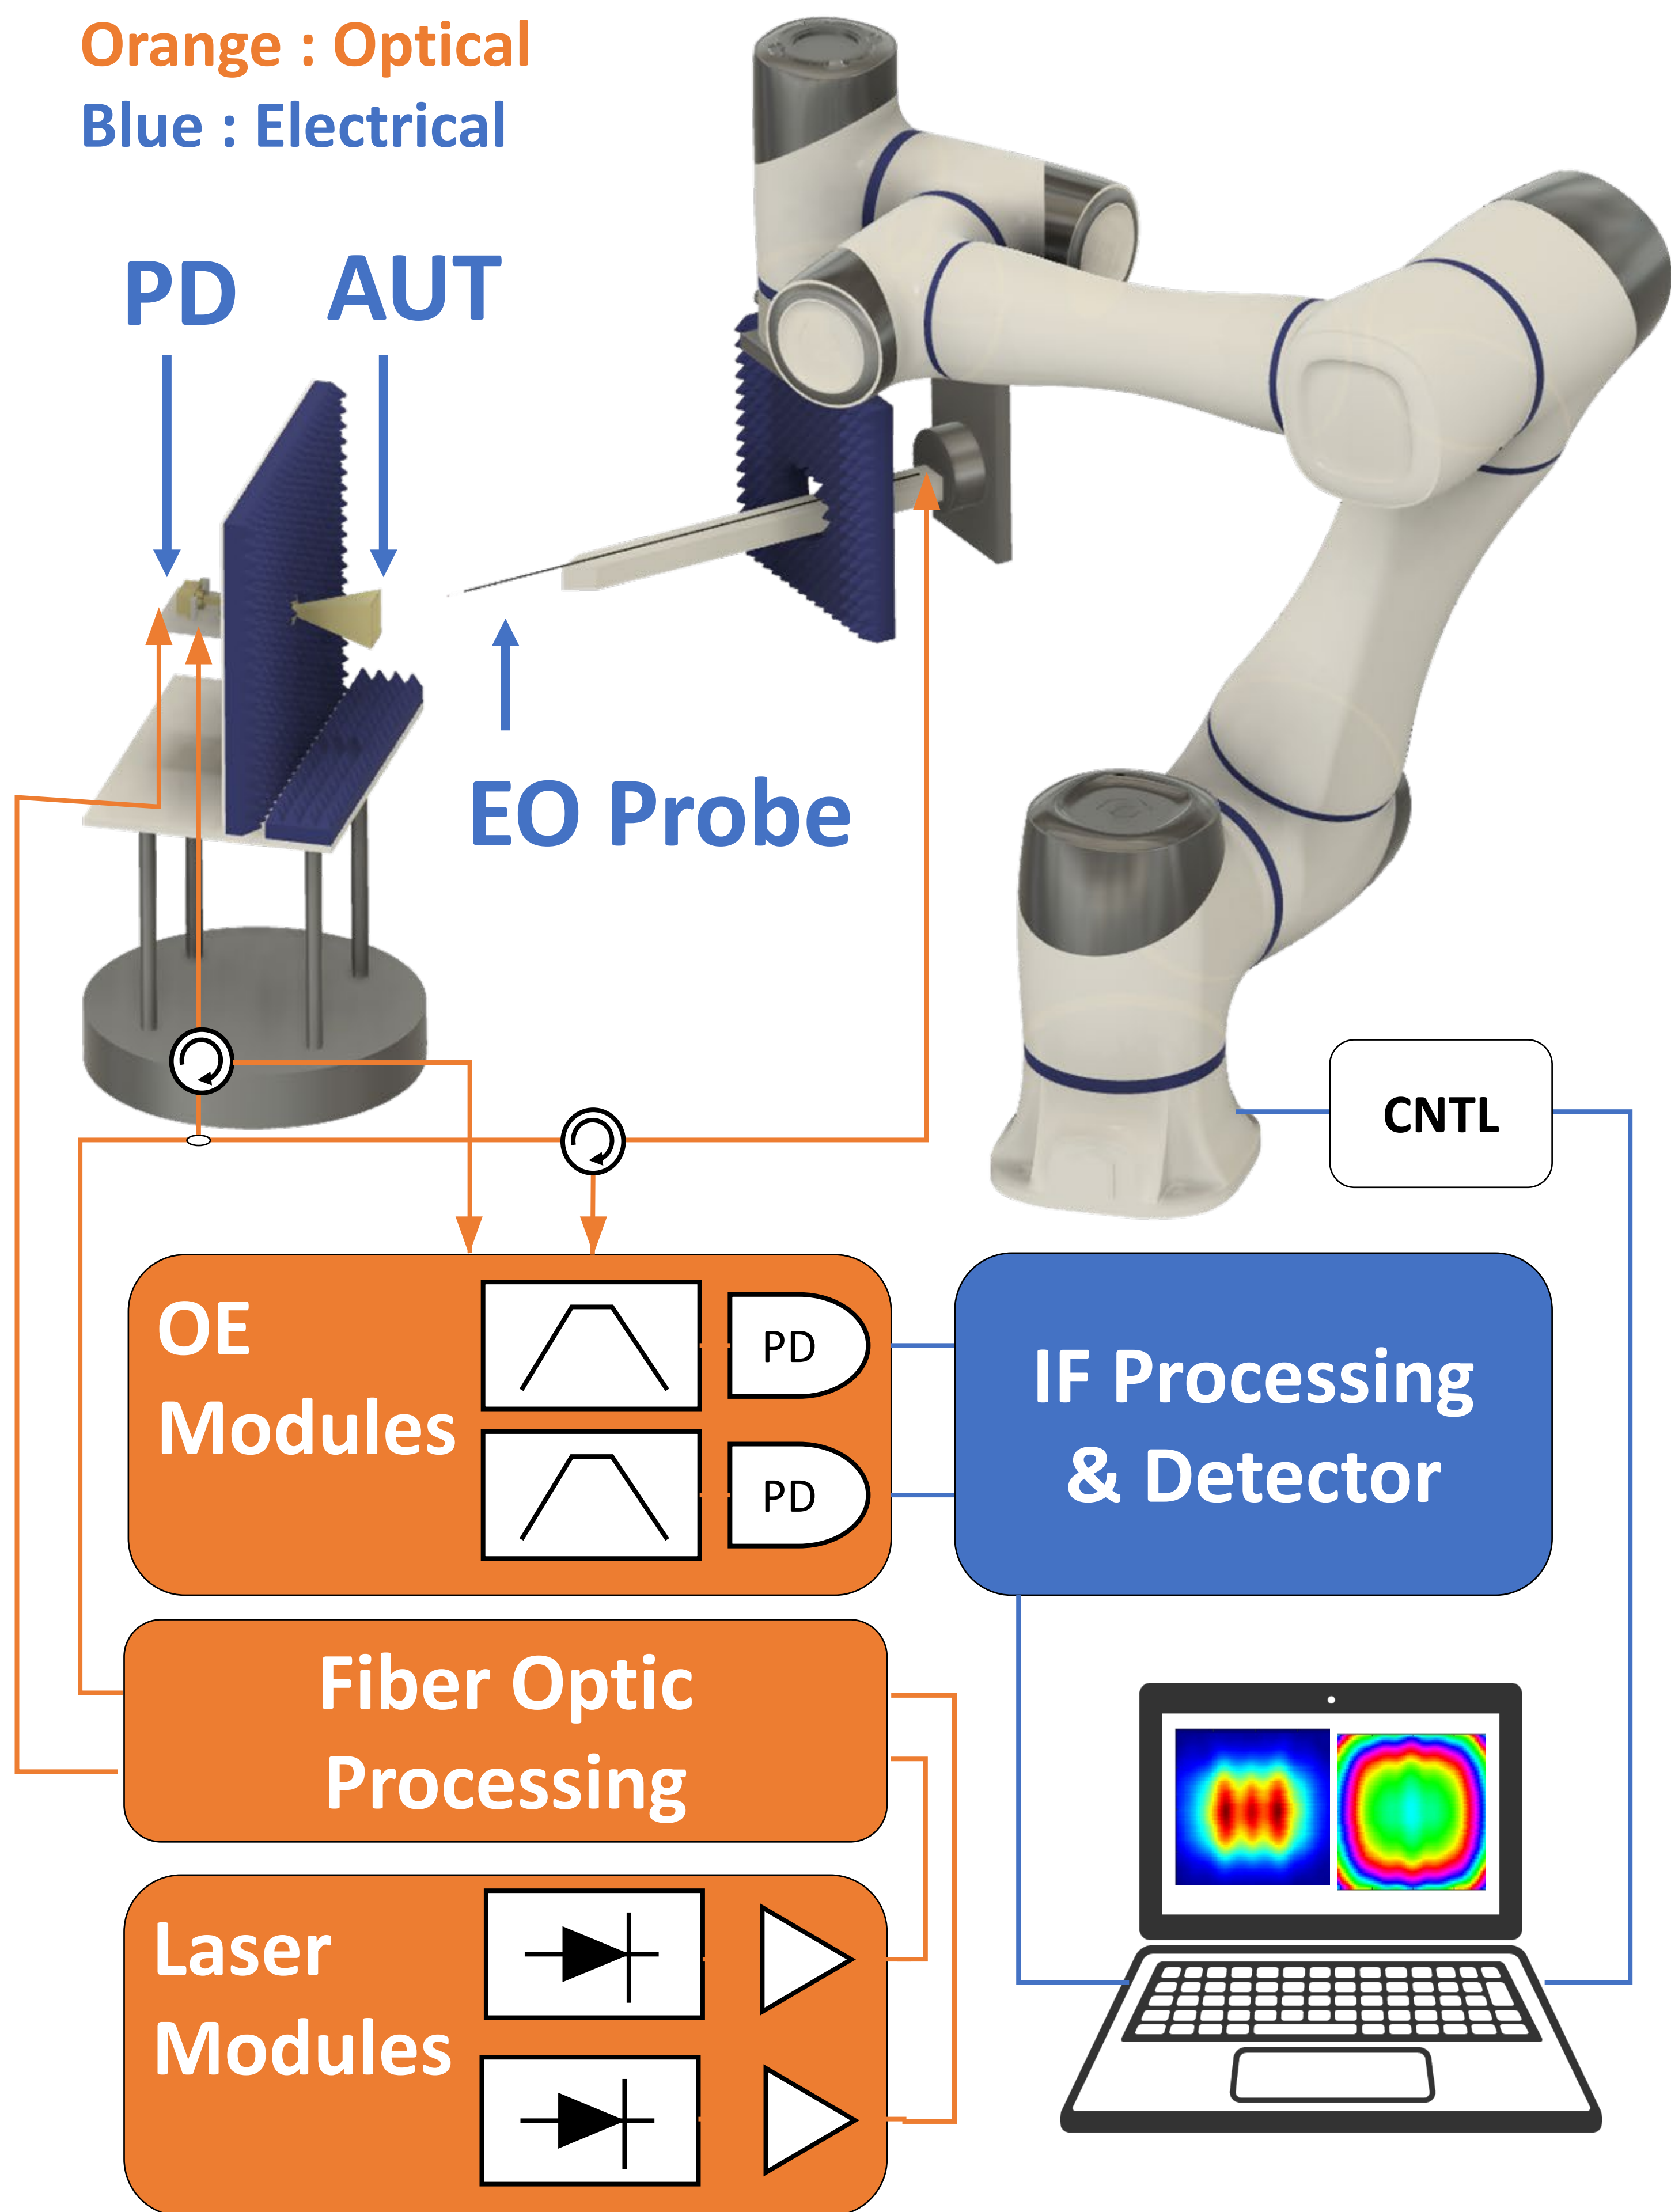 Orange : Optical
Blue : Electrical
PD
AUT
EO Probe
CNTL
OE
Modules
PD
PD
IF Processing
& Detector
Fiber Optic
Processing
Laser
Modules